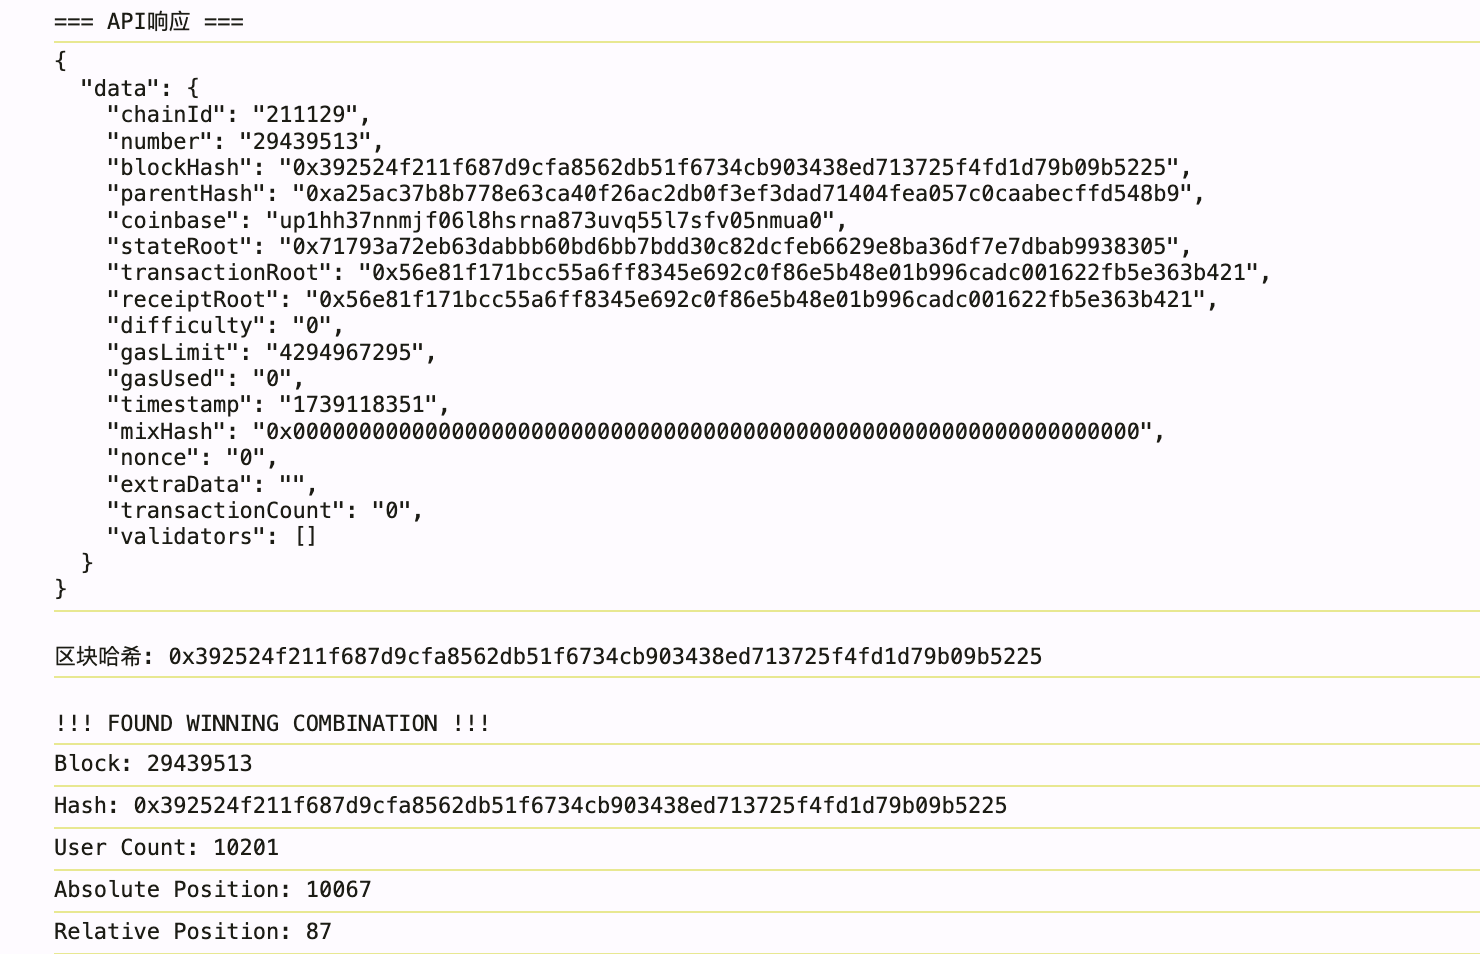 === API响应 ===
{
  "data": {
    "chainId": "211129",
    "number": "29439513",
    "blockHash": "0x392524f211f687d9cfa8562db51f6734cb903438ed713725f4fd1d79b09b5225",
    "parentHash": "0xa25ac37b8b778e63ca40f26ac2db0f3ef3dad71404fea057c0caabecffd548b9",
    "coinbase": "up1hh37nnmjf06l8hsrna873uvq55l7sfv05nmua0",
    "stateRoot": "0x71793a72eb63dabbb60bd6bb7bdd30c82dcfeb6629e8ba36df7e7dbab9938305",
    "transactionRoot": "0x56e81f171bcc55a6ff8345e692c0f86e5b48e01b996cadc001622fb5e363b421",
    "receiptRoot": "0x56e81f171bcc55a6ff8345e692c0f86e5b48e01b996cadc001622fb5e363b421",
    "difficulty": "0",
    "gasLimit": "4294967295",
    "gasUsed": "0",
    "timestamp": "1739118351",
    "mixHash": "0x0000000000000000000000000000000000000000000000000000000000000000",
    "nonce": "0",
    "extraData": "",
    "transactionCount": "0",
    "validators": []
  }
}
区块哈希: 0x392524f211f687d9cfa8562db51f6734cb903438ed713725f4fd1d79b09b5225
!!! FOUND WINNING COMBINATION !!!
Block: 29439513
Hash: 0x392524f211f687d9cfa8562db51f6734cb903438ed713725f4fd1d79b09b5225
User Count: 10201
Absolute Position: 10067
Relative Position: 87